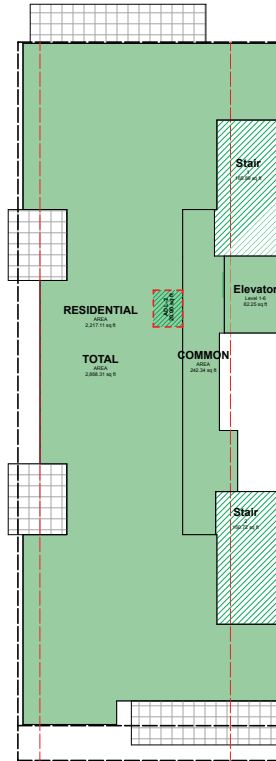 Stair
Elevator
Level 1-6
62.25 sq ft
RESIDENTIAL
AREA
2,217.11 sq ft
TOTAL
AREA
2,668.31 sq ft
COMMON
AREA
242.34 sq ft
Stair